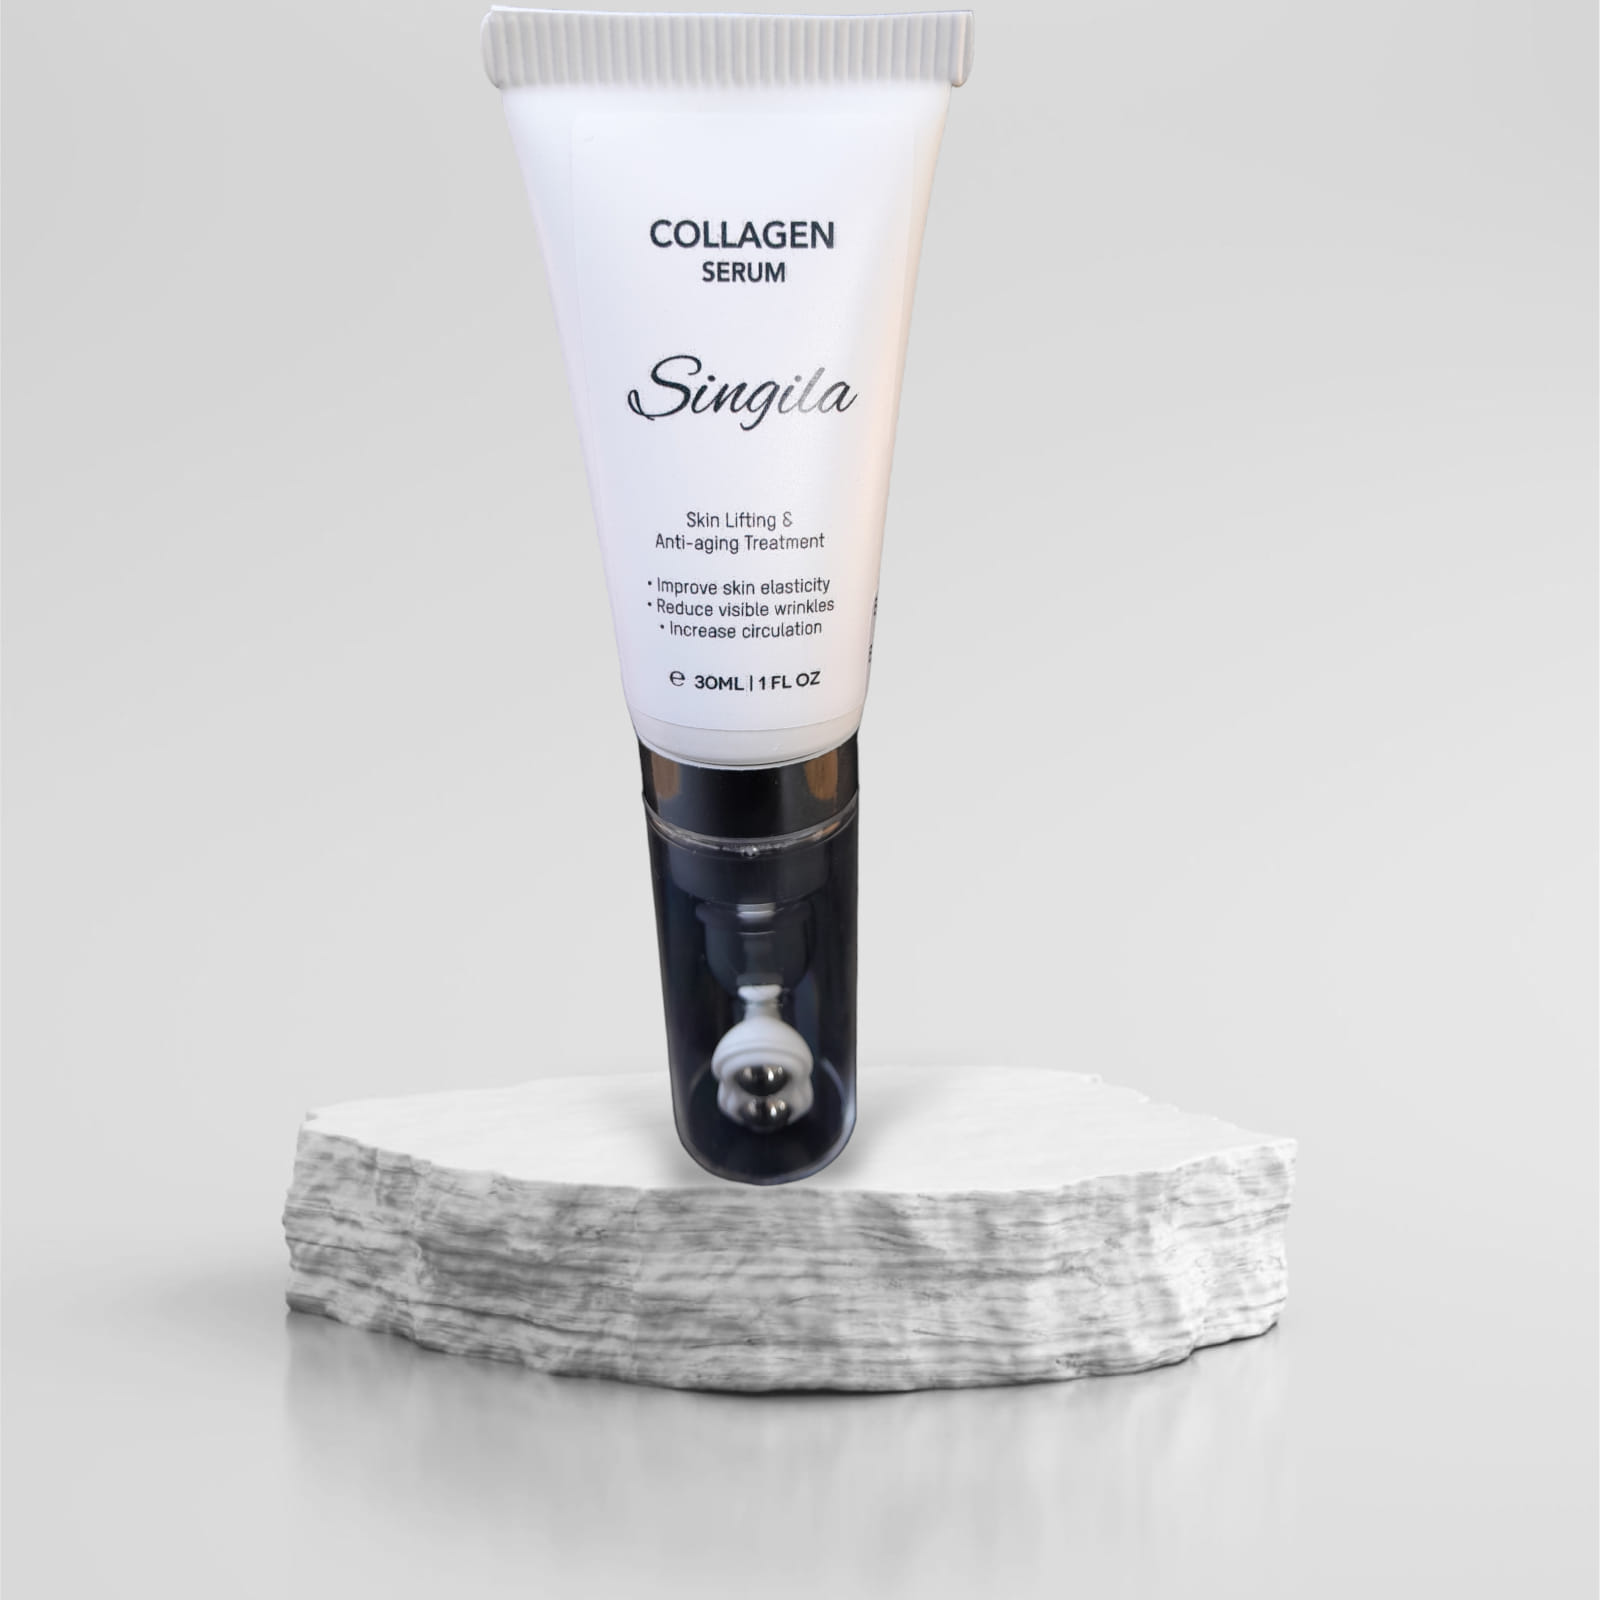 COLLAGEN
SERUM
Singila
Skin Lifting &
Anti-aging Treatment
• Improve skin elasticity
• Reduce visible wrinkles
• Increase circulation
℮ 30ML | 1 FL OZ